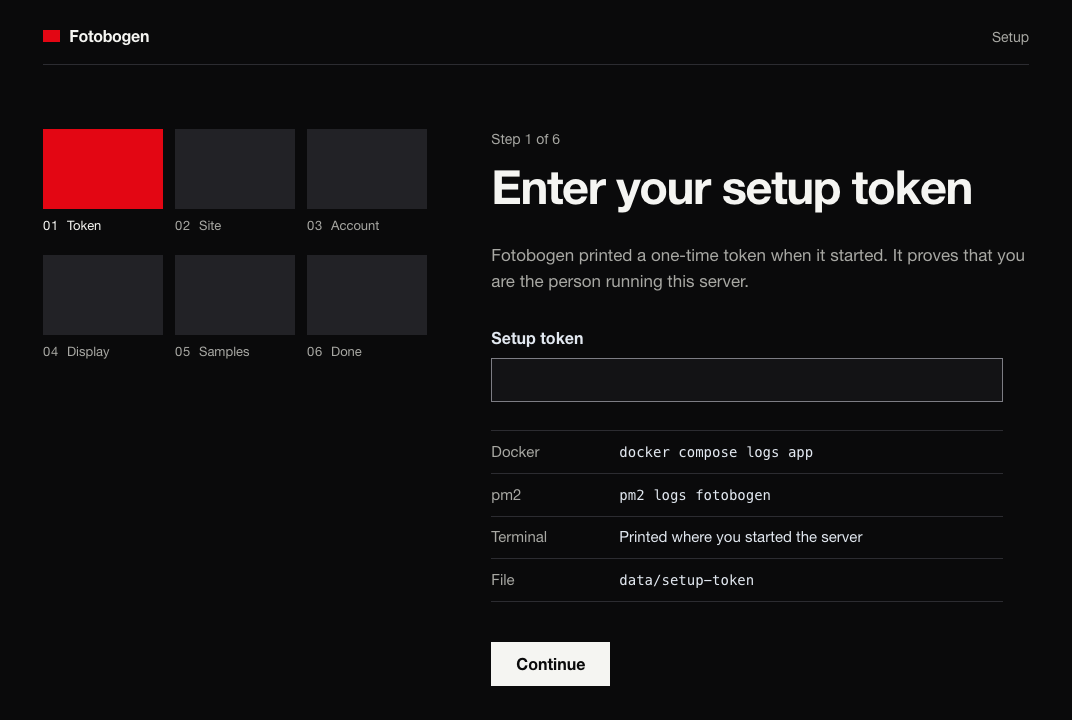 Fotobogen
Setup
01 Token
02 Site
03 Account
04 Display
05 Samples
06 Done
Step 1 of 6
Enter your setup token
Fotobogen printed a one-time token when it started. It proves that you
are the person running this server.
Setup token
Docker docker compose logs app
pm2 pm2 logs fotobogen
Terminal Printed where you started the server
File data/setup-token
Continue